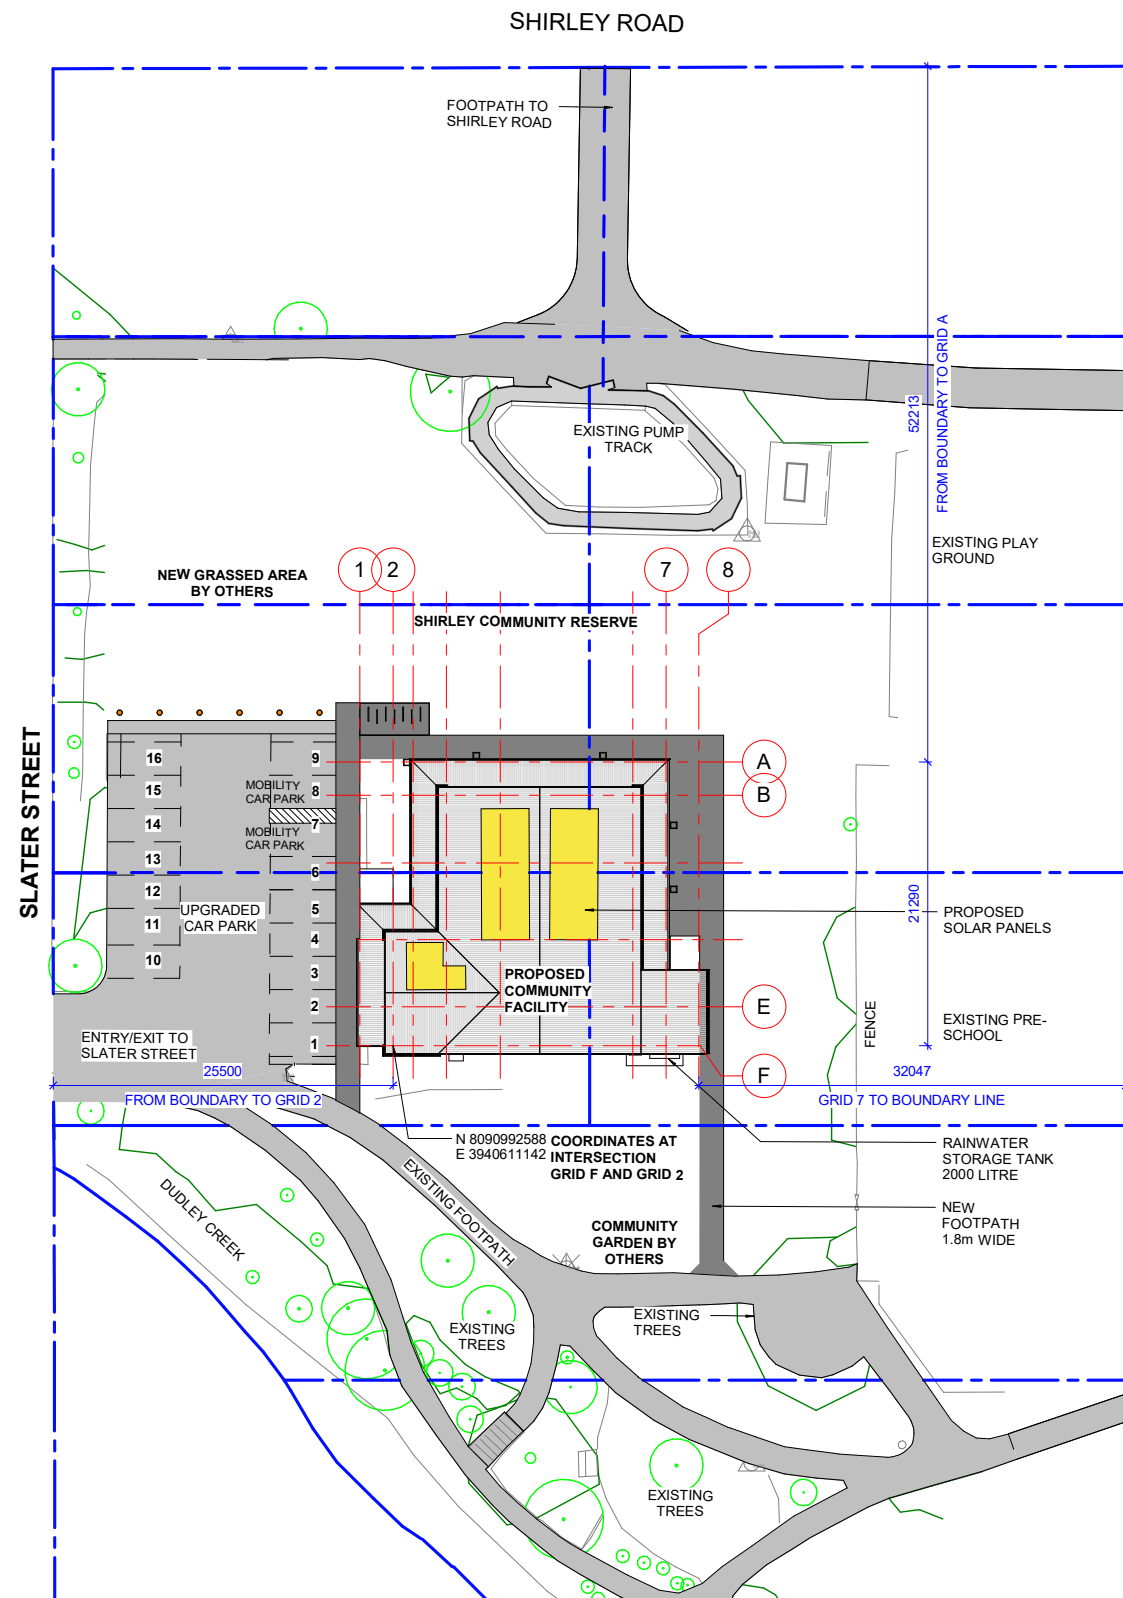 SHIRLEY ROAD
FOOTPATH TO
SHIRLEY ROAD
52213
FROM BOUNDARY TO GRID A
EXISTING PUMP
TRACK
EXISTING PLAY
GROUND
NEW GRASSED AREA
BY OTHERS
1
2
7
8
SHIRLEY COMMUNITY RESERVE
SLATER STREET
16
15
14
13
12
11
10
9
8
7
6
5
4
3
2
1
MOBILITY
CAR PARK
MOBILITY
CAR PARK
UPGRADED
CAR PARK
A
B
E
F
21290
PROPOSED
SOLAR PANELS
PROPOSED
COMMUNITY
FACILITY
FENCE
EXISTING PRE-
SCHOOL
ENTRY/EXIT TO
SLATER STREET
25500
FROM BOUNDARY TO GRID 2
32047
GRID 7 TO BOUNDARY LINE
N 8090992588
E 3940611142
COORDINATES AT
INTERSECTION
GRID F AND GRID 2
RAINWATER
STORAGE TANK
2000 LITRE
EXISTING FOOTPATH
DUDLEY CREEK
COMMUNITY
GARDEN BY
OTHERS
NEW
FOOTPATH
1.8m WIDE
EXISTING
TREES
EXISTING
TREES
EXISTING
TREES